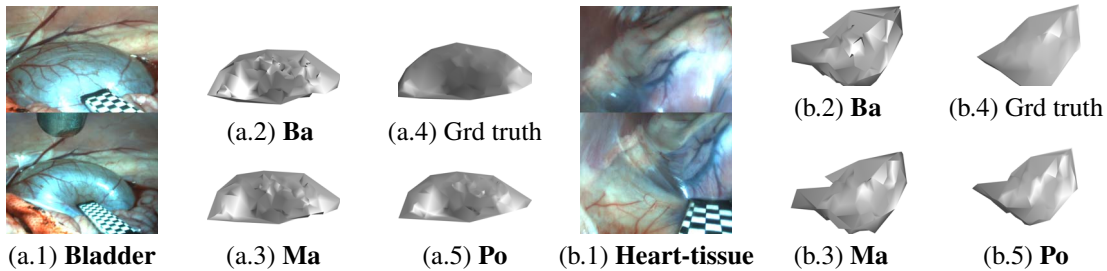 (a.2) Ba
(a.4) Grd truth
(b.2) Ba
(b.4) Grd truth
(a.1) Bladder
(a.3) Ma
(a.5) Po
(b.1) Heart-tissue
(b.3) Ma
(b.5) Po